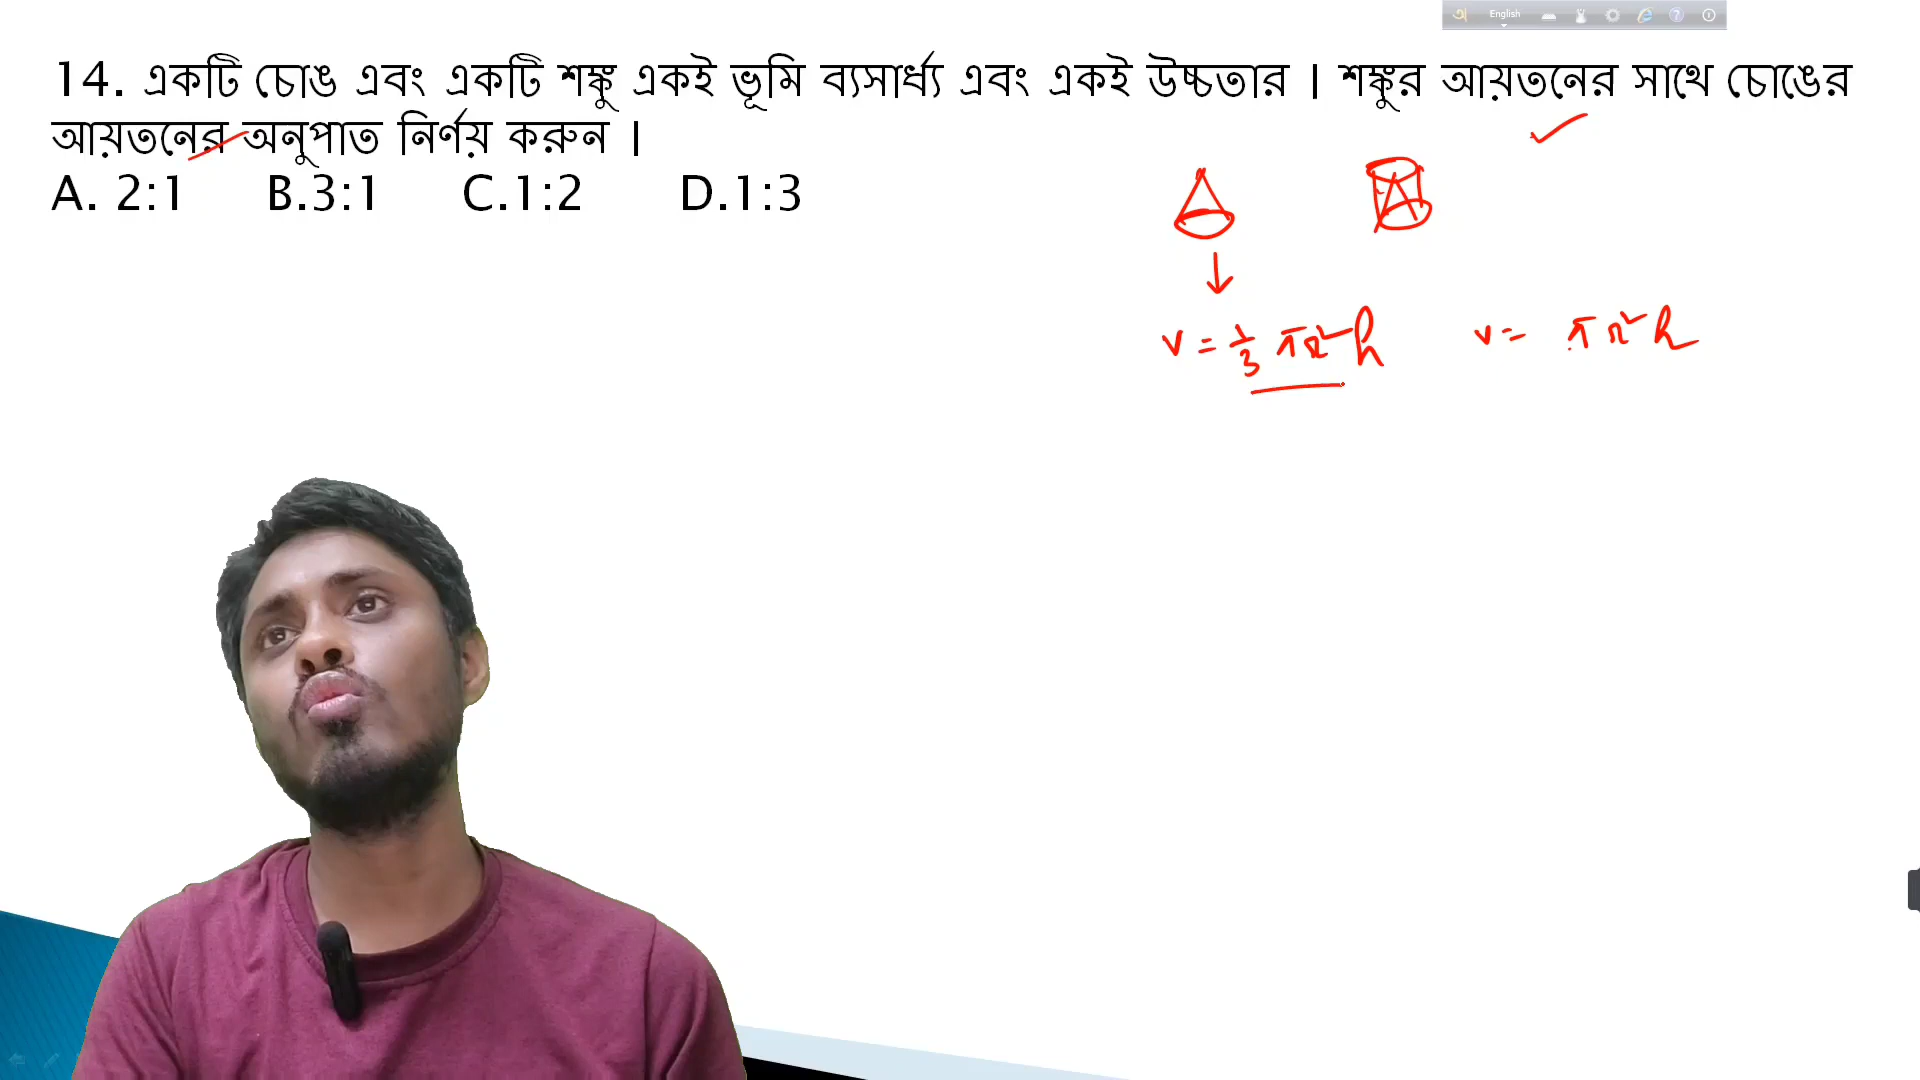 English
14. একটি চোঙ এবং একটি শঙ্কু একই ভূমি ব্যসার্ধ্য এবং একই উচ্চতার । শঙ্কুর আয়তনের সাথে চোঙের
আয়তনের অনুপাত নির্ণয় করুন ।
A. 2:1 B.3:1 C.1:2 D.1:3
v = 1/3 πr²h v = πr²h